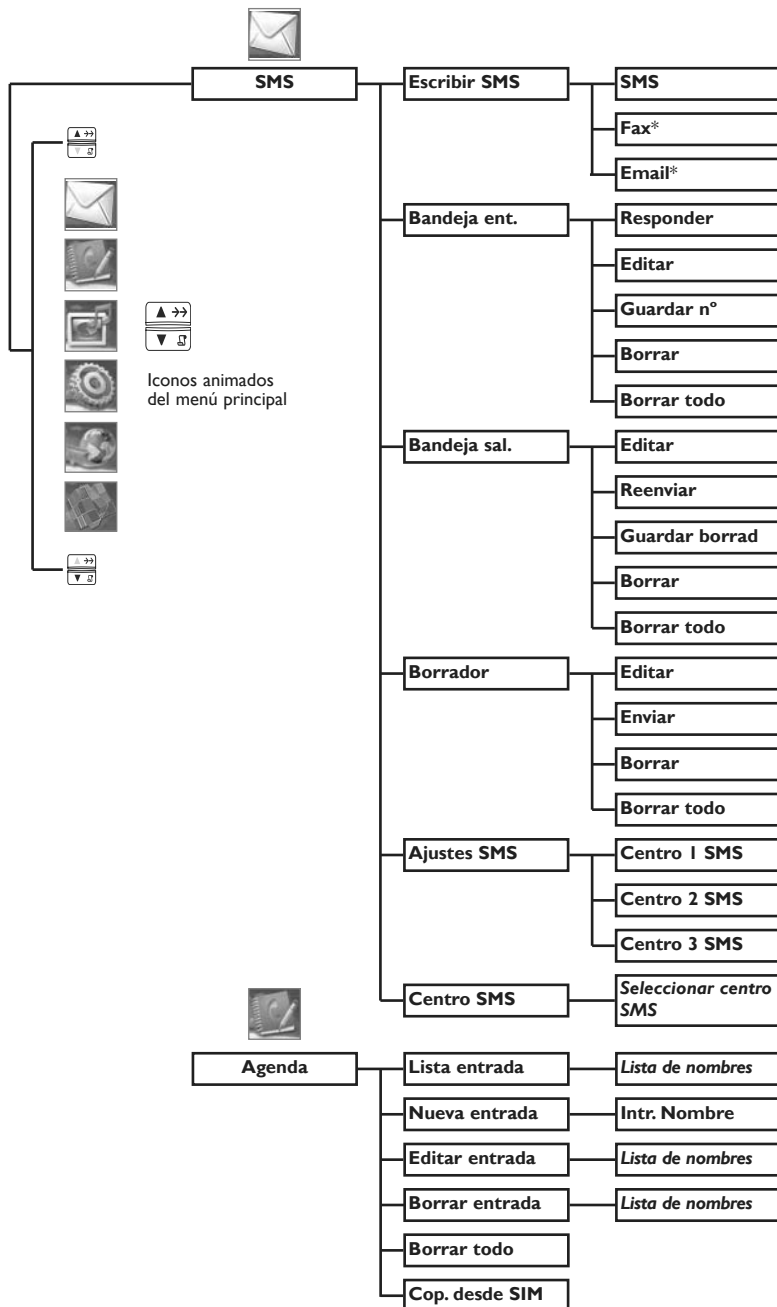 SMS
Escribir SMS
SMS
Fax*
Email*
Bandeja ent.
Responder
Editar
Guardar nº
Borrar
Borrar todo
Iconos animados
del menú principal
Bandeja sal.
Editar
Reenviar
Guardar borrad
Borrar
Borrar todo
Borrador
Editar
Enviar
Borrar
Borrar todo
Ajustes SMS
Centro 1 SMS
Centro 2 SMS
Centro 3 SMS
Centro SMS
Seleccionar centro
SMS
Agenda
Lista entrada
Lista de nombres
Nueva entrada
Intr. Nombre
Editar entrada
Lista de nombres
Borrar entrada
Lista de nombres
Borrar todo
Cop. desde SIM